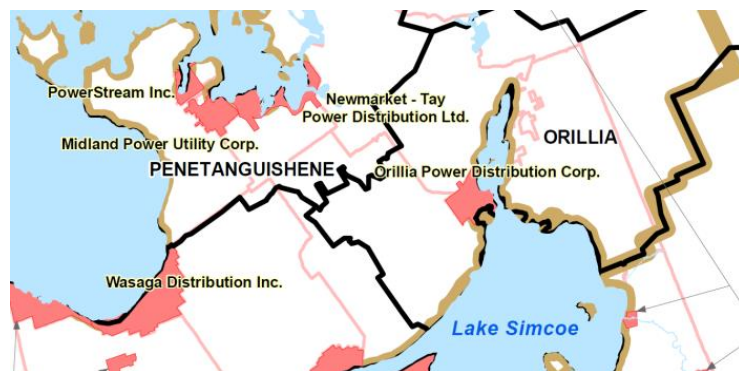 PowerStream Inc.
Newmarket - Tay
Power Distribution Ltd.
Midland Power Utility Corp.
ORILLIA
PENETANGUISHENE
Orillia Power Distribution Corp.
Wasaga Distribution Inc.
Lake Simcoe